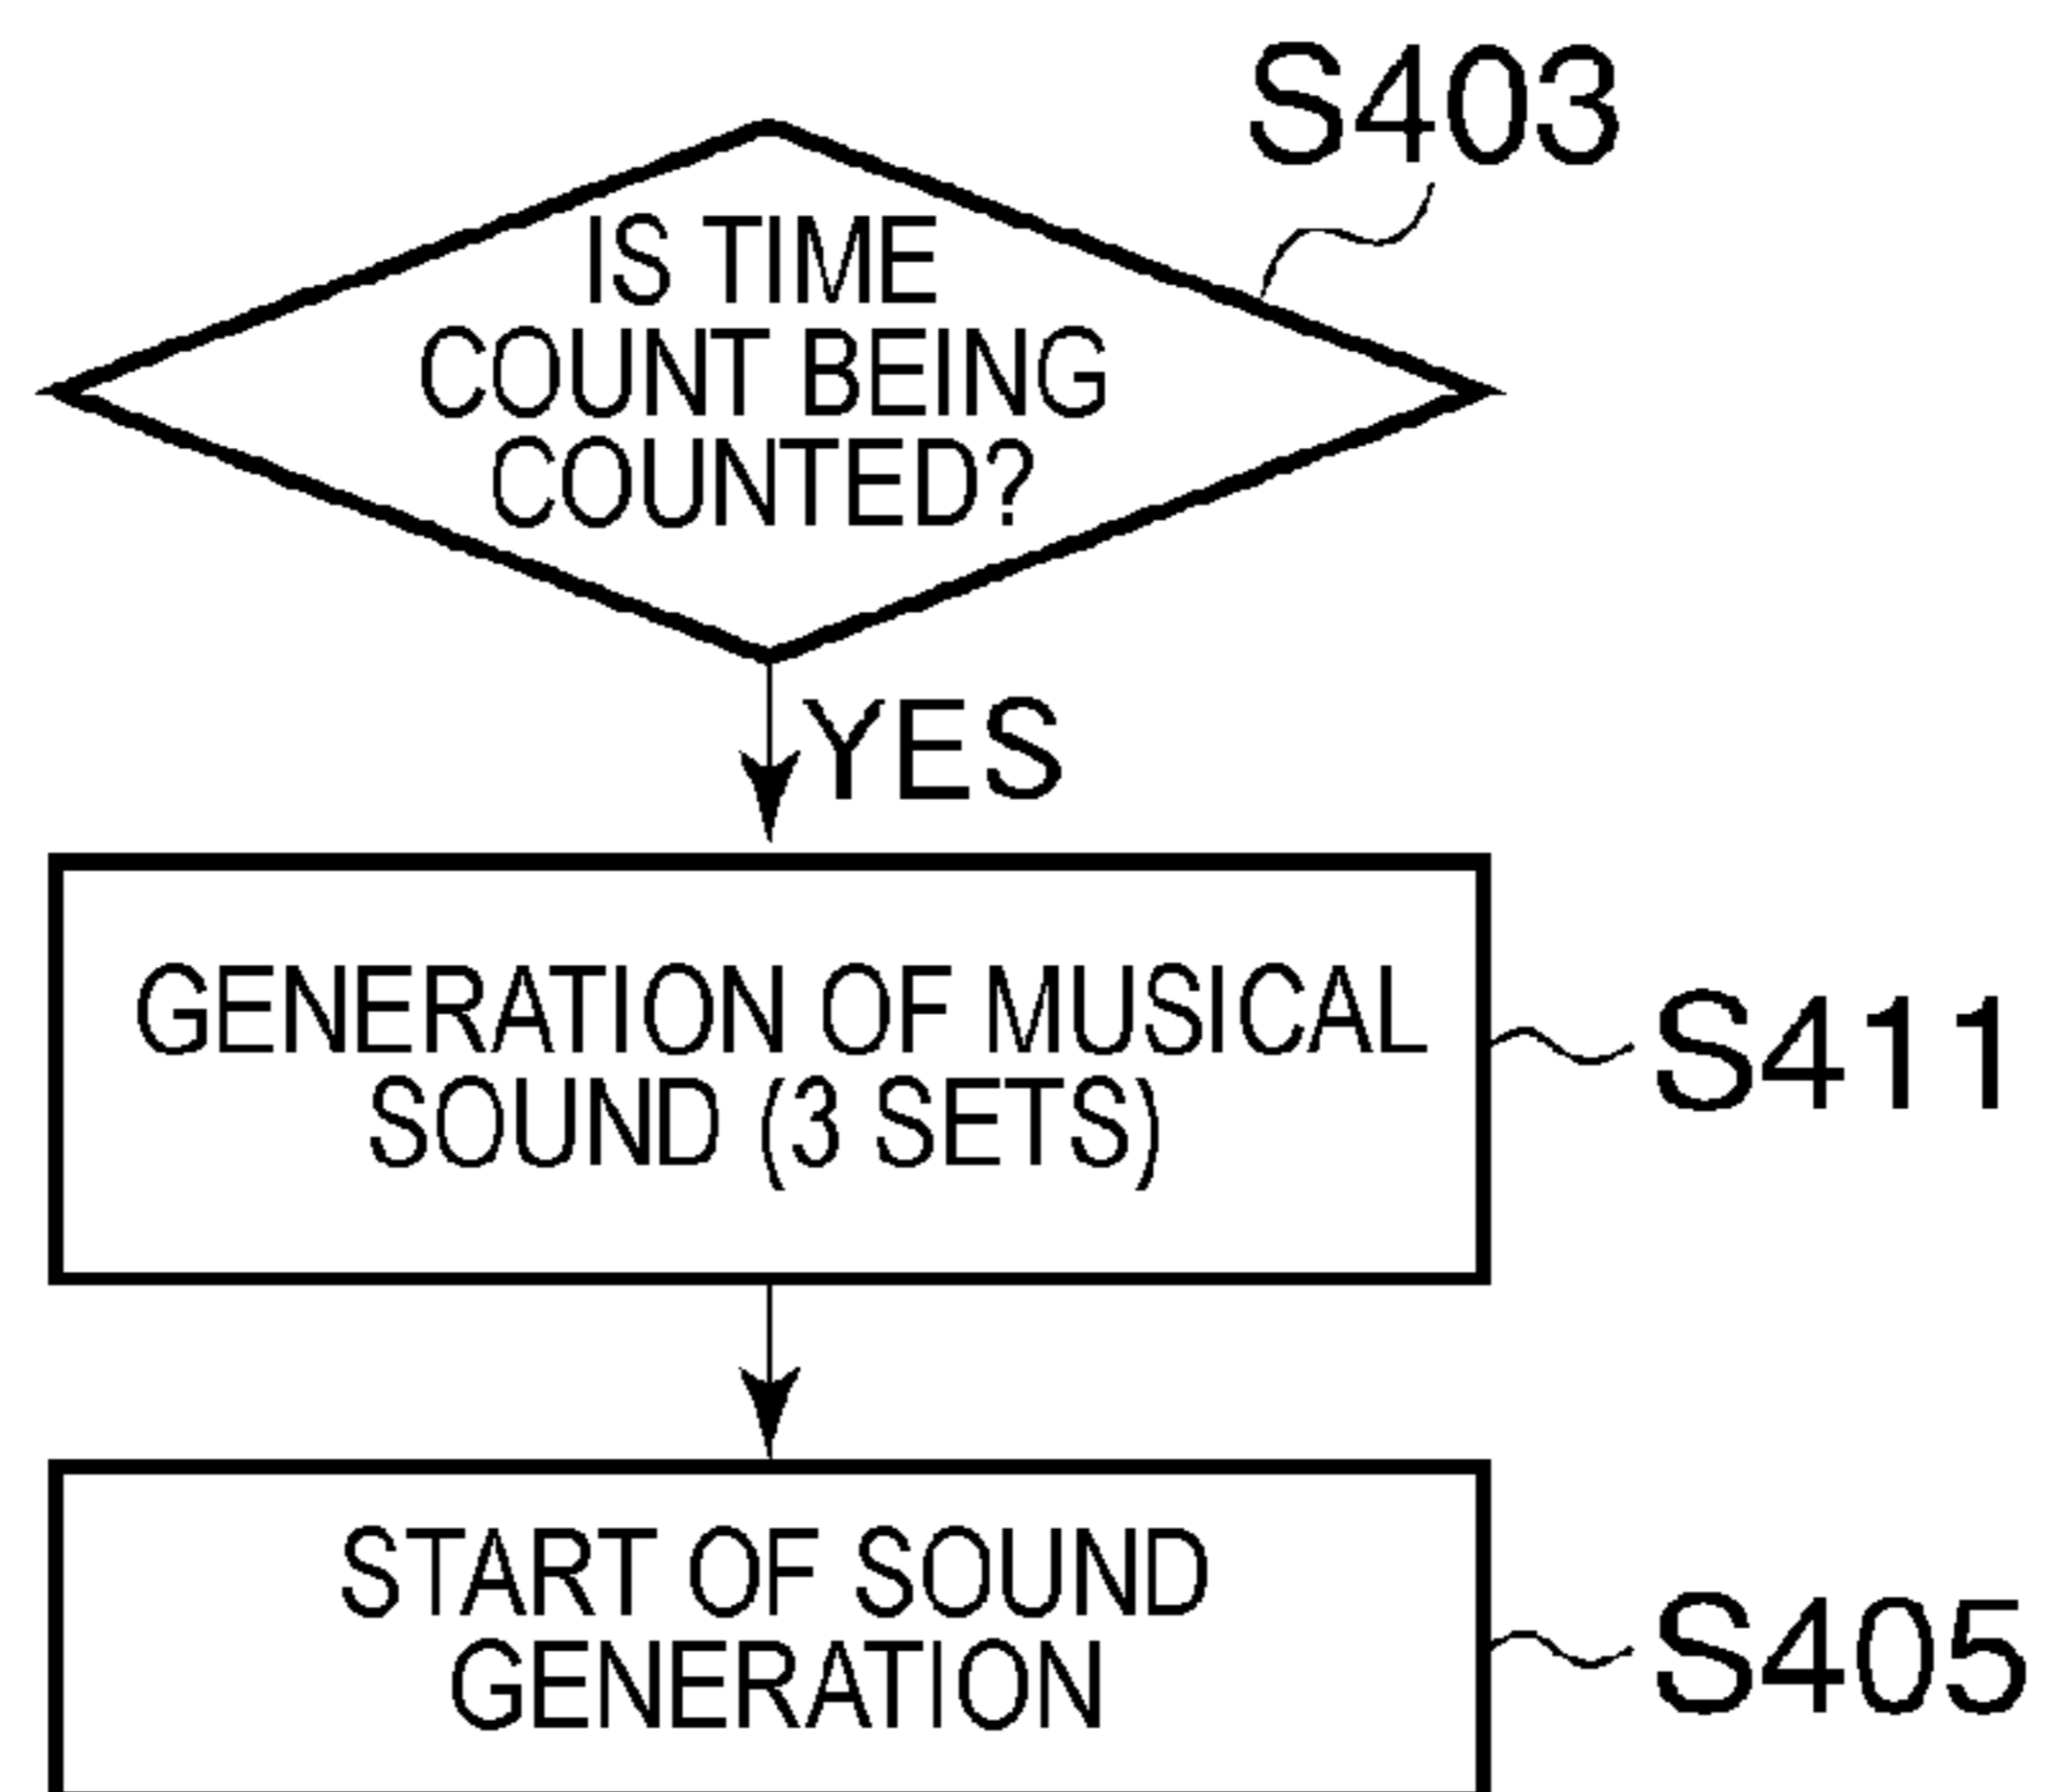 S403
IS TIME
COUNT BEING
COUNTED?
YES
GENERATION OF MUSICAL
SOUND (3 SETS)
S411
START OF SOUND
GENERATION
S405